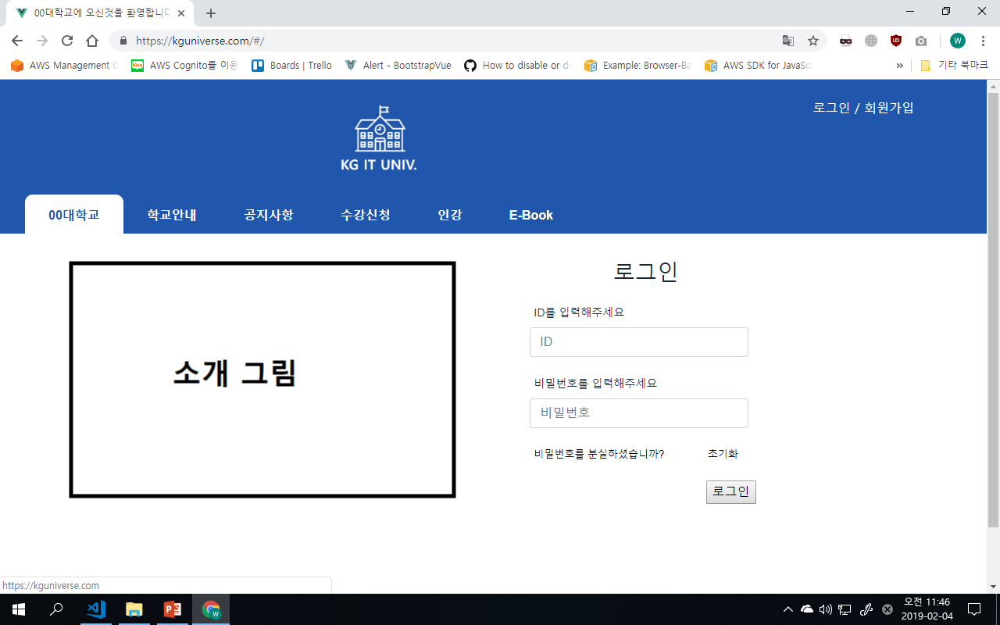 00대학교에 오신것을 환영합니다
https://kguniverse.com/#/
W
AWS Management C
blog
AWS Cognito를 이용
Boards | Trello
Alert - BootstrapVue
How to disable or de
Example: Browser-Ba
AWS SDK for JavaSc
»
기타 북마크
로그인 / 회원가입
KG IT UNIV.
00대학교
학교안내
공지사항
수강신청
인강
E-Book
소개 그림
로그인
ID를 입력해주세요
ID
비밀번호를 입력해주세요
비밀번호
비밀번호를 분실하셨습니까?
초기화
로그인
https://kguniverse.com
오전 11:46
2019-02-04